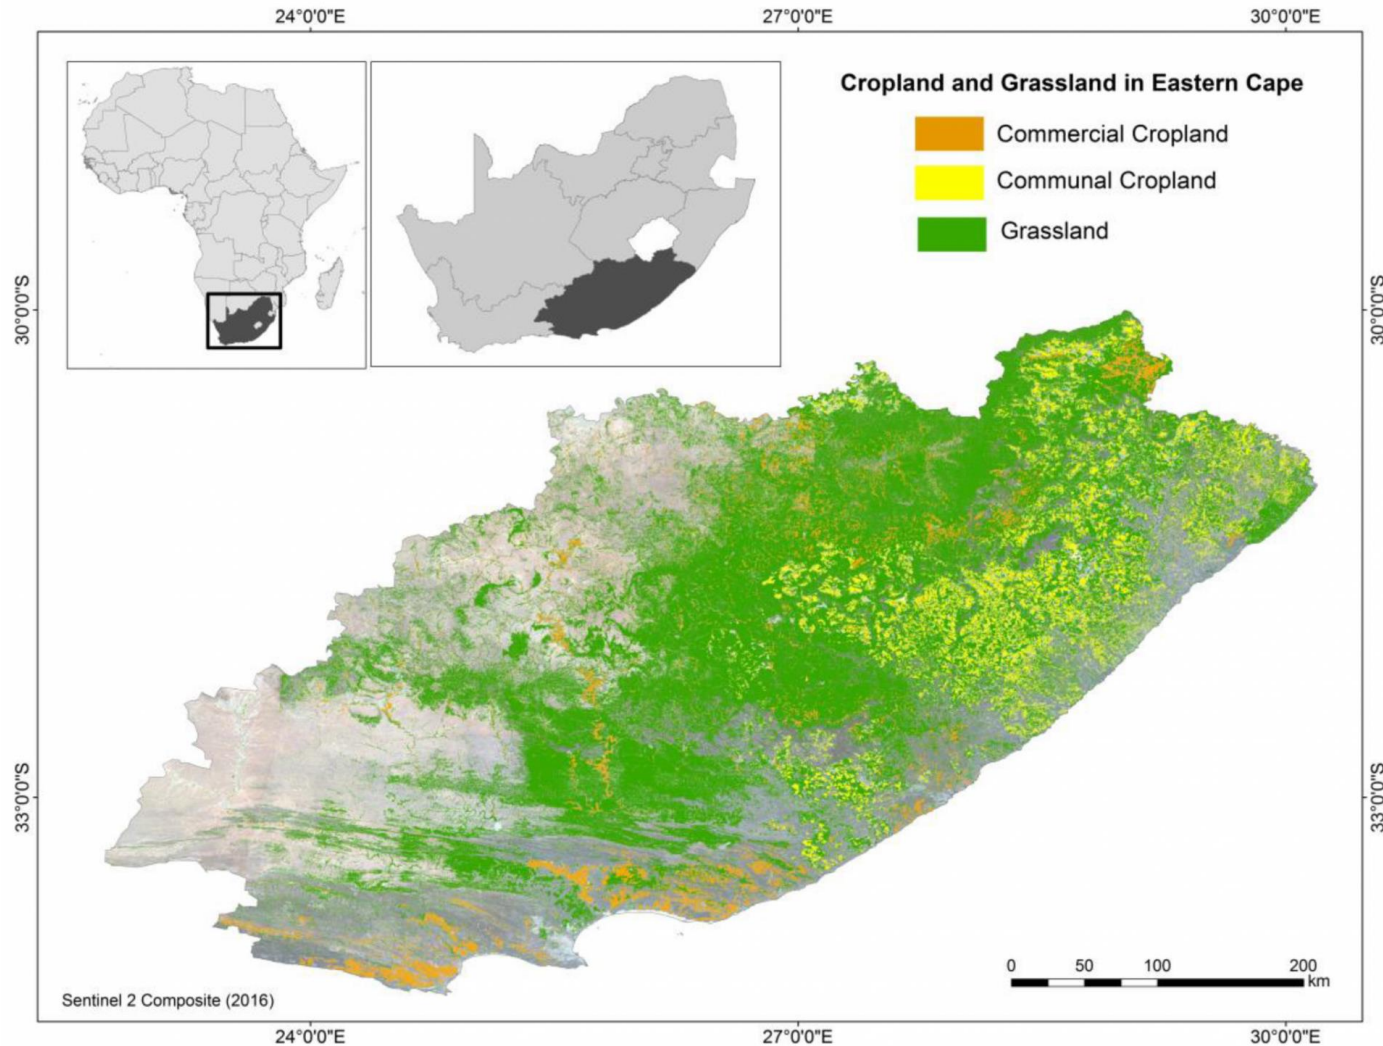 24°0'0"E 27°0'0"E 30°0'0"E
Cropland and Grassland in Eastern Cape
Commercial Cropland
Communal Cropland
Grassland
30°0'0"S 30°0'0"S
33°0'0"S 33°0'0"S
0 50 100 200
km
Sentinel 2 Composite (2016)
24°0'0"E 27°0'0"E 30°0'0"E